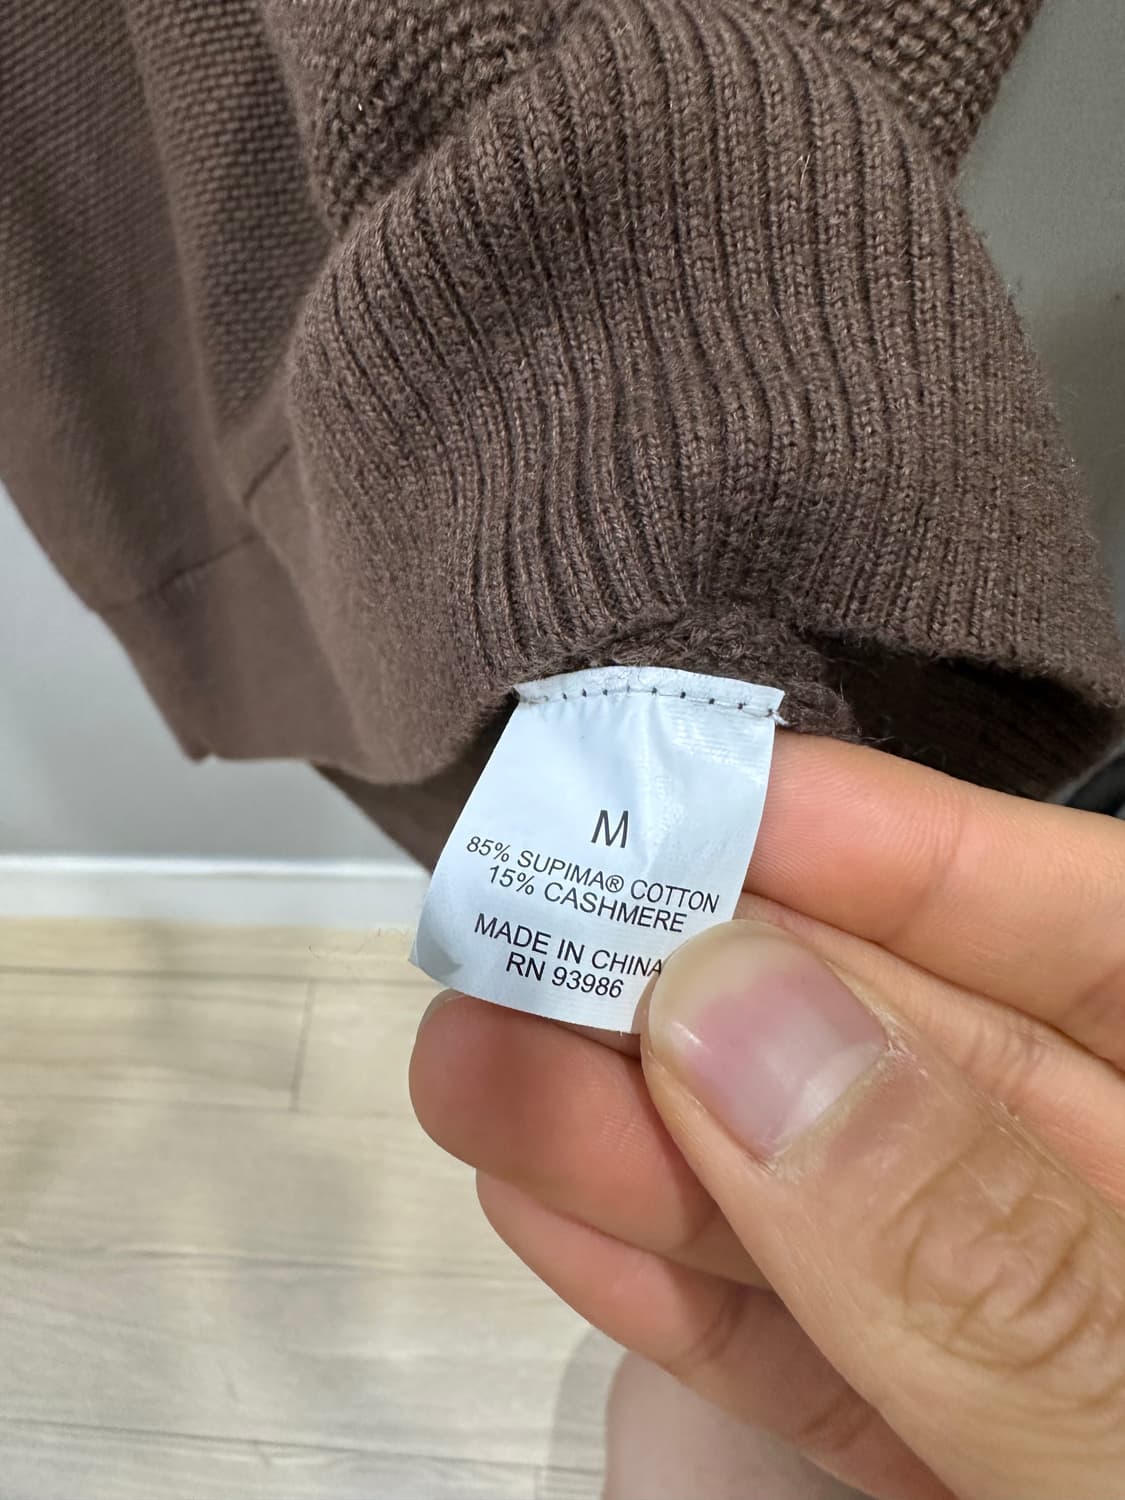 M
85% SUPIMA® COTTON
15% CASHMERE
MADE IN CHINA
RN 93986